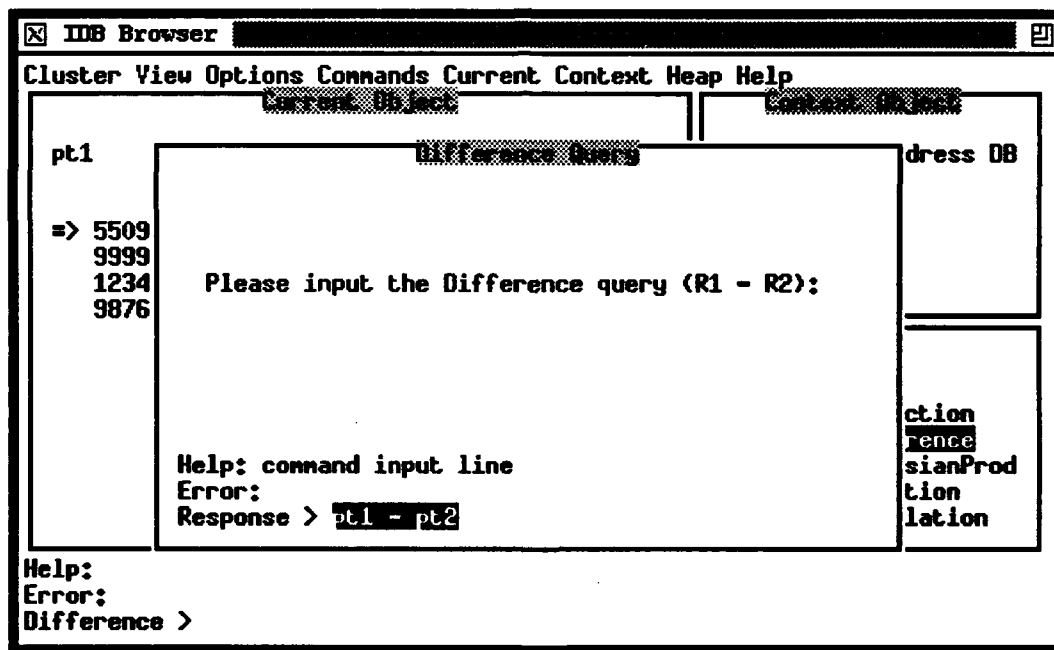 IDB Browser
Cluster View Options Commands Current Context Heap Help
Current Object
Context Object
pt1
Difference Query
dress DB
=> 5509
9999
1234
9876
Please input the Difference query (R1 - R2):
ction
rence
Help: command input line
sianProd
Error:
tion
Response > pt1 - pt2
lation
Help:
Error:
Difference >